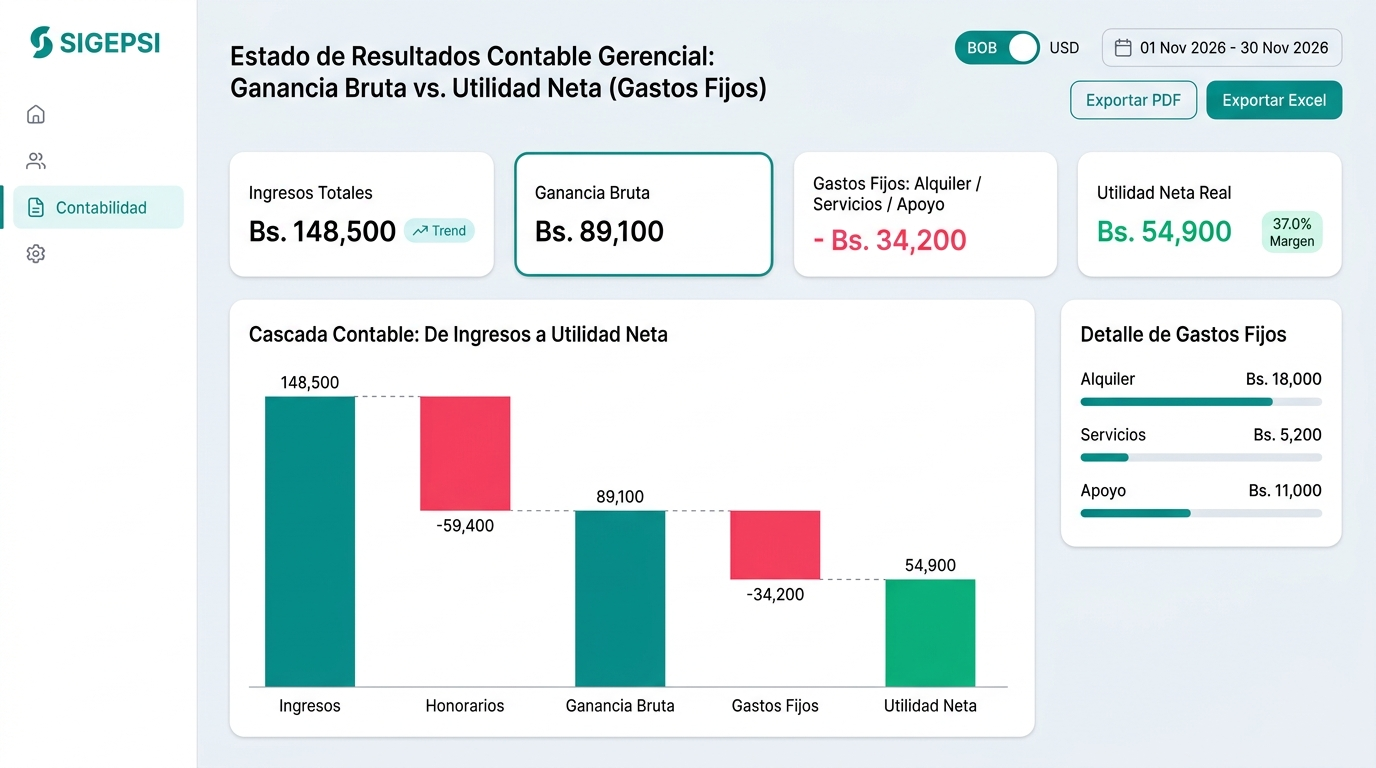 SIGEPSI
Contabilidad
Estado de Resultados Contable Gerencial:
Ganancia Bruta vs. Utilidad Neta (Gastos Fijos)
BOB
USD
01 Nov 2026 - 30 Nov 2026
Exportar PDF
Exportar Excel
Ingresos Totales
Bs. 148,500
Trend
Ganancia Bruta
Bs. 89,100
Gastos Fijos: Alquiler /
Servicios / Apoyo
- Bs. 34,200
Utilidad Neta Real
Bs. 54,900
37.0%
Margen
Cascada Contable: De Ingresos a Utilidad Neta
148,500
-59,400
89,100
-34,200
54,900
Ingresos
Honorarios
Ganancia Bruta
Gastos Fijos
Utilidad Neta
Detalle de Gastos Fijos
Alquiler Bs. 18,000
Servicios Bs. 5,200
Apoyo Bs. 11,000